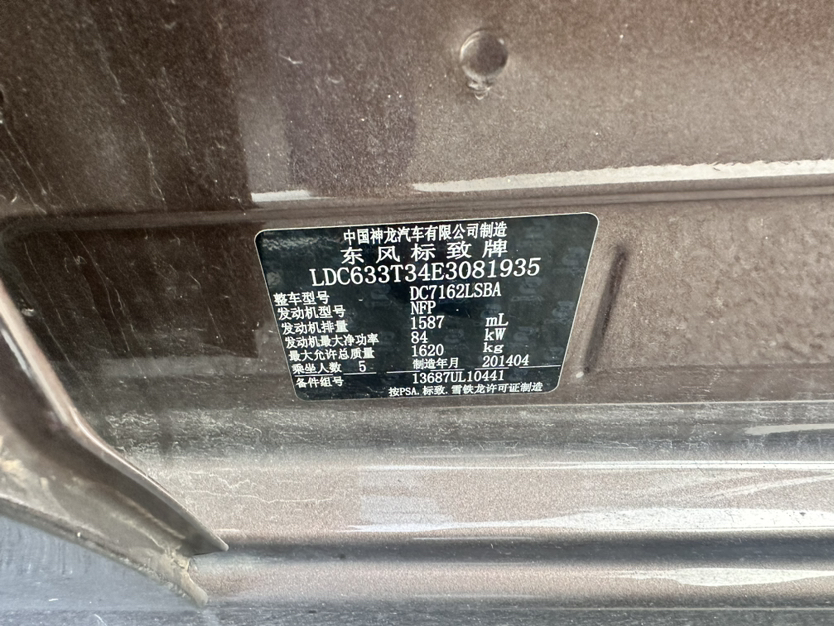 中国神龙汽车有限公司制造
东风标致牌
LDC633T34E3081935
整车型号 DC7162LSBA
发动机型号 NFP
发动机排量 1587 mL
发动机最大净功率 84 kW
最大允许总质量 1620 kg
乘坐人数 5 制造年月 201404
备件组号 13687UL10441
按PSA.标致.雪铁龙许可证制造